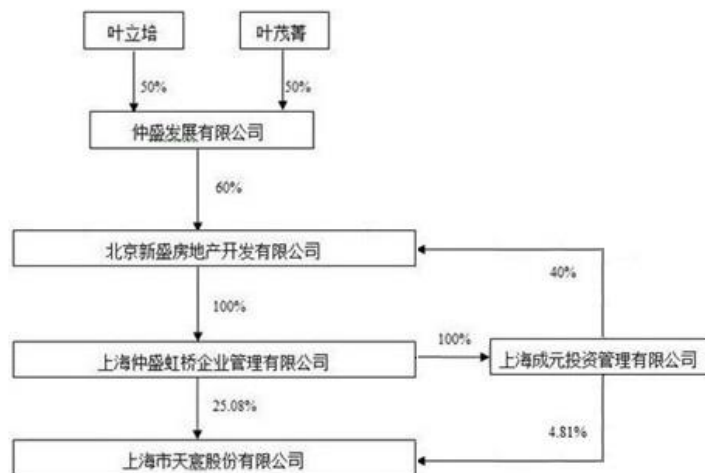 叶立培
叶茂菁
50%
50%
仲盛发展有限公司
60%
北京新盛房地产开发有限公司
40%
100%
上海仲盛虹桥企业管理有限公司
100%
上海成元投资管理有限公司
25.08%
4.81%
上海市天宸股份有限公司